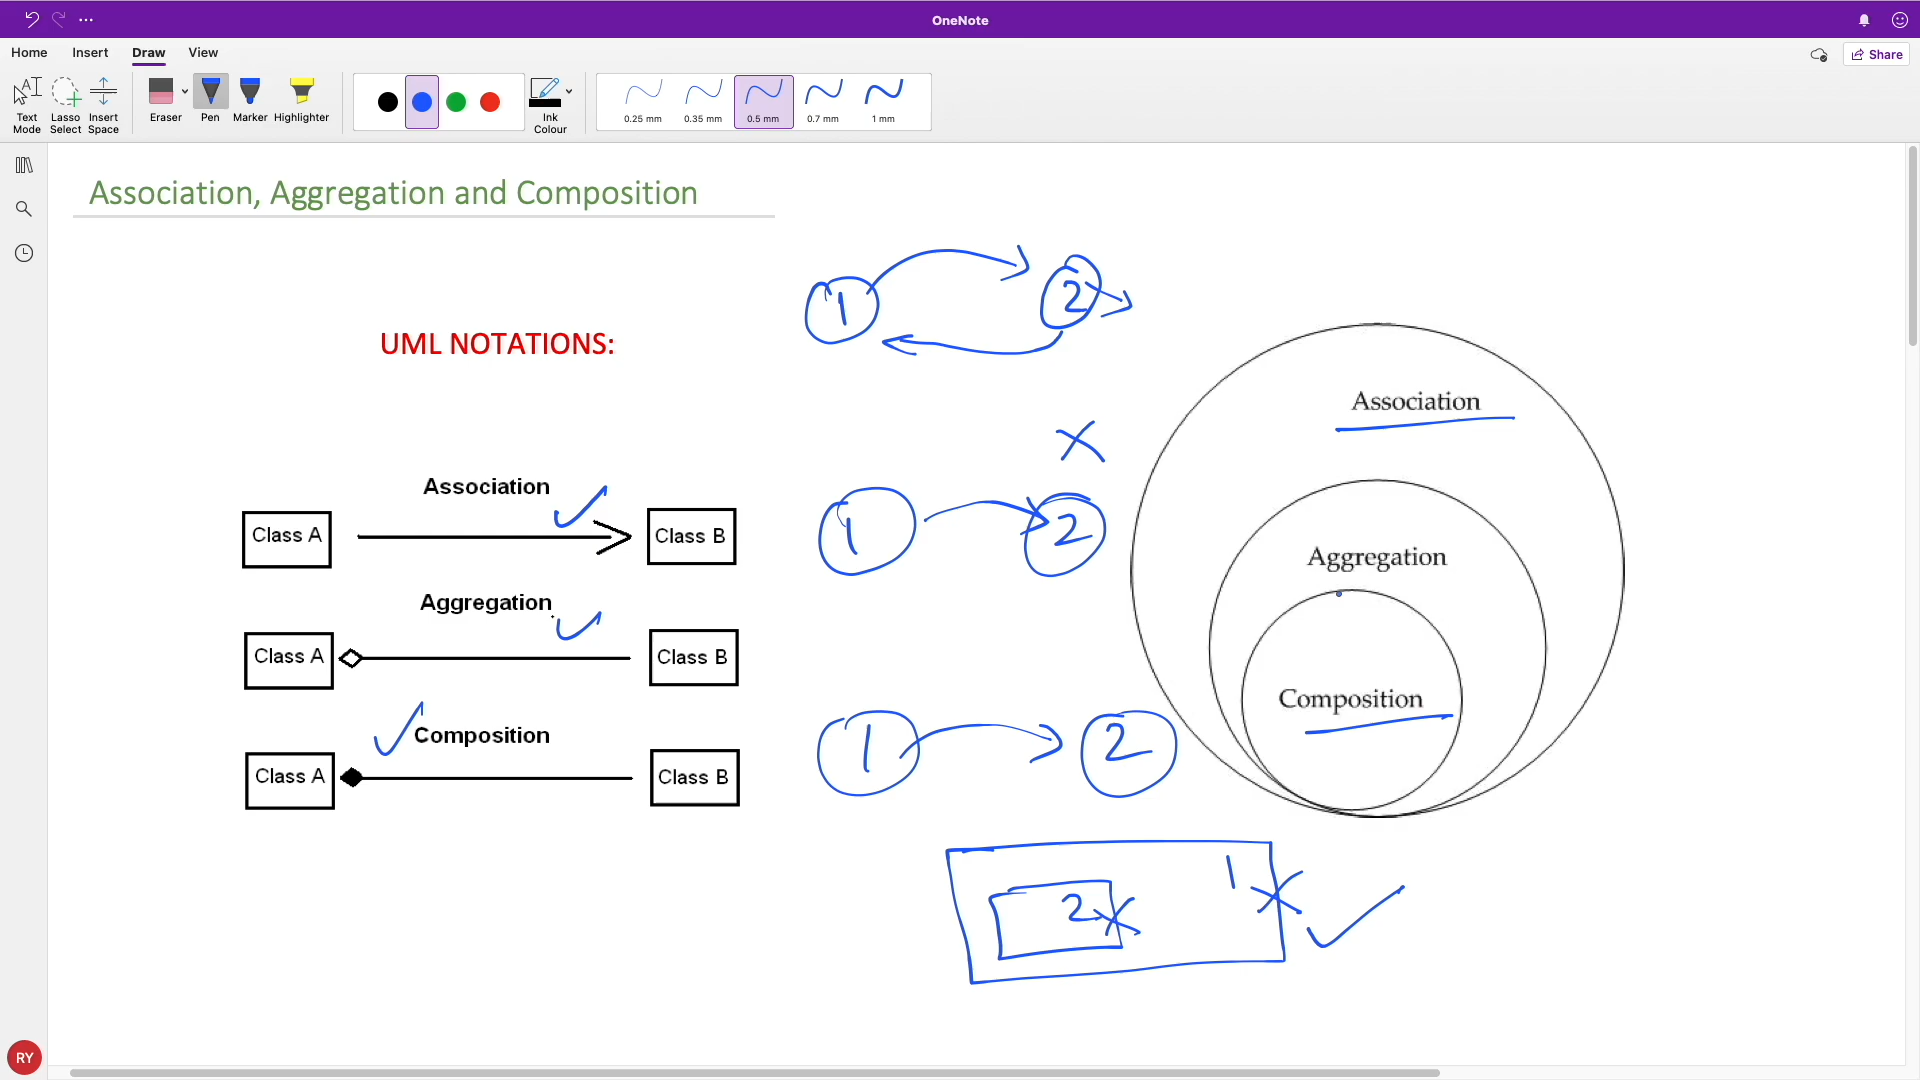 OneNote
Home Insert Draw View
Share
Text Mode
Lasso Select
Insert Space
Eraser
Pen
Marker
Highlighter
Ink Colour
0.25 mm
0.35 mm
0.5 mm
0.7 mm
1 mm
Association, Aggregation and Composition
UML NOTATIONS:
Association
Class A
Class B
Aggregation
Class A
Class B
Composition
Class A
Class B
1
2
X
1
2
1
2
1
X
2
X
Association
Aggregation
Composition
RY